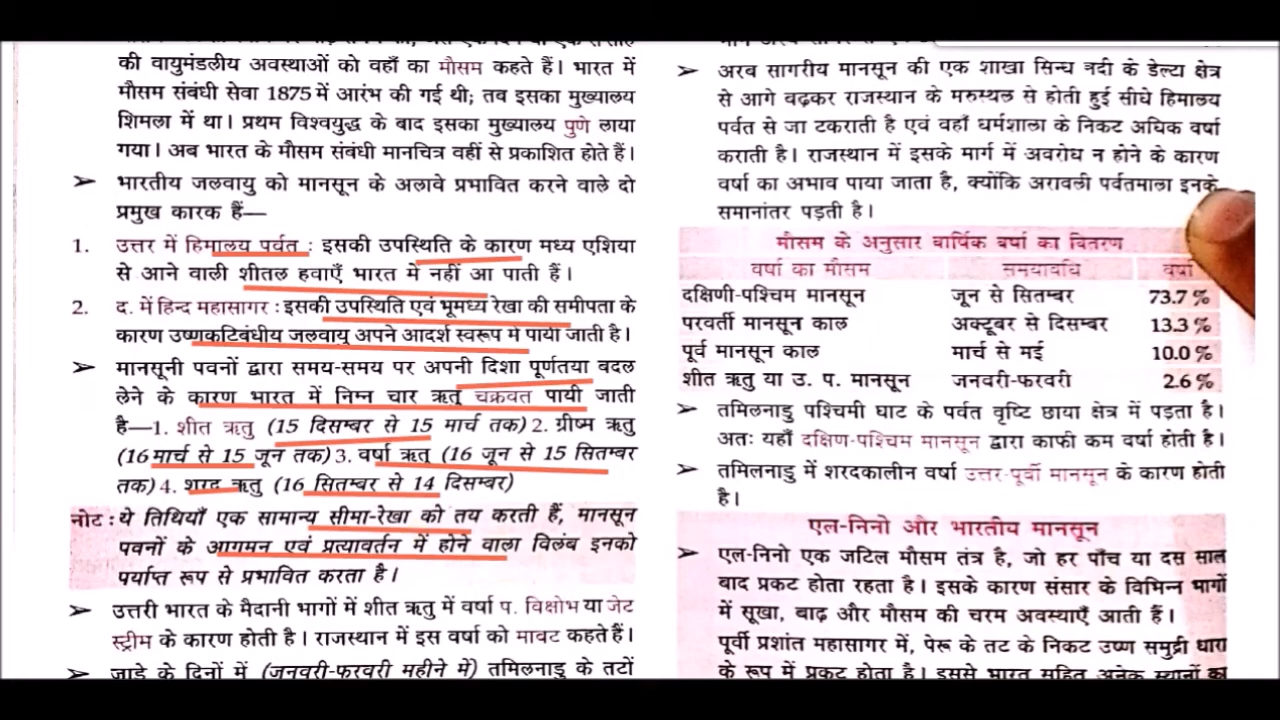 की वायुमंडलीय अवस्थाओं को वहाँ का मौसम कहते हैं। भारत में
मौसम संबंधी सेवा 1875 में आरंभ की गई थी; तब इसका मुख्यालय
शिमला में था। प्रथम विश्वयुद्ध के बाद इसका मुख्यालय पुणे लाया
गया। अब भारत के मौसम संबंधी मानचित्र वहीं से प्रकाशित होते हैं।
➢ भारतीय जलवायु को मानसून के अलावे प्रभावित करने वाले दो
प्रमुख कारक हैं—
1. उत्तर में हिमालय पर्वत : इसकी उपस्थिति के कारण मध्य एशिया
से आने वाली शीतल हवाएँ भारत में नहीं आ पाती हैं।
2. द. में हिन्द महासागर : इसकी उपस्थिति एवं भूमध्य रेखा की समीपता के
कारण उष्णकटिबंधीय जलवायु अपने आदर्श स्वरूप में पायी जाती है।
➢ मानसूनी पवनों द्वारा समय-समय पर अपनी दिशा पूर्णतया बदल
लेने के कारण भारत में निम्न चार ऋतु चक्रवत पायी जाती
है—1. शीत ऋतु (15 दिसम्बर से 15 मार्च तक) 2. ग्रीष्म ऋतु
(16 मार्च से 15 जून तक) 3. वर्षा ऋतु (16 जून से 15 सितम्बर
तक) 4. शरद ऋतु (16 सितम्बर से 14 दिसम्बर)
नोट : ये तिथियाँ एक सामान्य सीमा-रेखा को तय करती हैं, मानसून
पवनों के आगमन एवं प्रत्यावर्तन में होने वाला विलंब इनको
पर्याप्त रूप से प्रभावित करता है।
➢ उत्तरी भारत के मैदानी भागों में शीत ऋतु में वर्षा प. विक्षोभ या जेट
स्ट्रीम के कारण होती है। राजस्थान में इस वर्षा को मावट कहते हैं।
➢ जाड़े के दिनों में (जनवरी-फरवरी महीने में) तमिलनाडु के तटों
➢ अरब सागरीय मानसून की एक शाखा सिन्ध नदी के डेल्टा क्षेत्र
से आगे बढ़कर राजस्थान के मरुस्थल से होती हुई सीधे हिमालय
पर्वत से जा टकराती है एवं वहाँ धर्मशाला के निकट अधिक वर्षा
कराती है। राजस्थान में इसके मार्ग में अवरोध न होने के कारण
वर्षा का अभाव पाया जाता है, क्योंकि अरावली पर्वतमाला इनके
समानांतर पड़ती है।
मौसम के अनुसार वार्षिक वर्षा का वितरण
वर्षा का मौसम समयावधि वर्षा
दक्षिणी-पश्चिम मानसून जून से सितम्बर 73.7 %
परवर्ती मानसून काल अक्टूबर से दिसम्बर 13.3 %
पूर्व मानसून काल मार्च से मई 10.0 %
शीत ऋतु या उ. प. मानसून जनवरी-फरवरी 2.6 %
➢ तमिलनाडु पश्चिमी घाट के पर्वत वृष्टि छाया क्षेत्र में पड़ता है।
अतः यहाँ दक्षिण-पश्चिम मानसून द्वारा काफी कम वर्षा होती है।
➢ तमिलनाडु में शरदकालीन वर्षा उत्तर-पूर्वी मानसून के कारण होती
है।
एल-निनो और भारतीय मानसून
➢ एल-निनो एक जटिल मौसम तंत्र है, जो हर पाँच या दस साल
बाद प्रकट होता रहता है। इसके कारण संसार के विभिन्न भागों
में सूखा, बाढ़ और मौसम की चरम अवस्थाएँ आती हैं।
पूर्वी प्रशांत महासागर में, पेरू के तट के निकट उष्ण समुद्री धारा
के रूप में प्रकट होता है। इससे भारत सहित अनेक स्थानों का